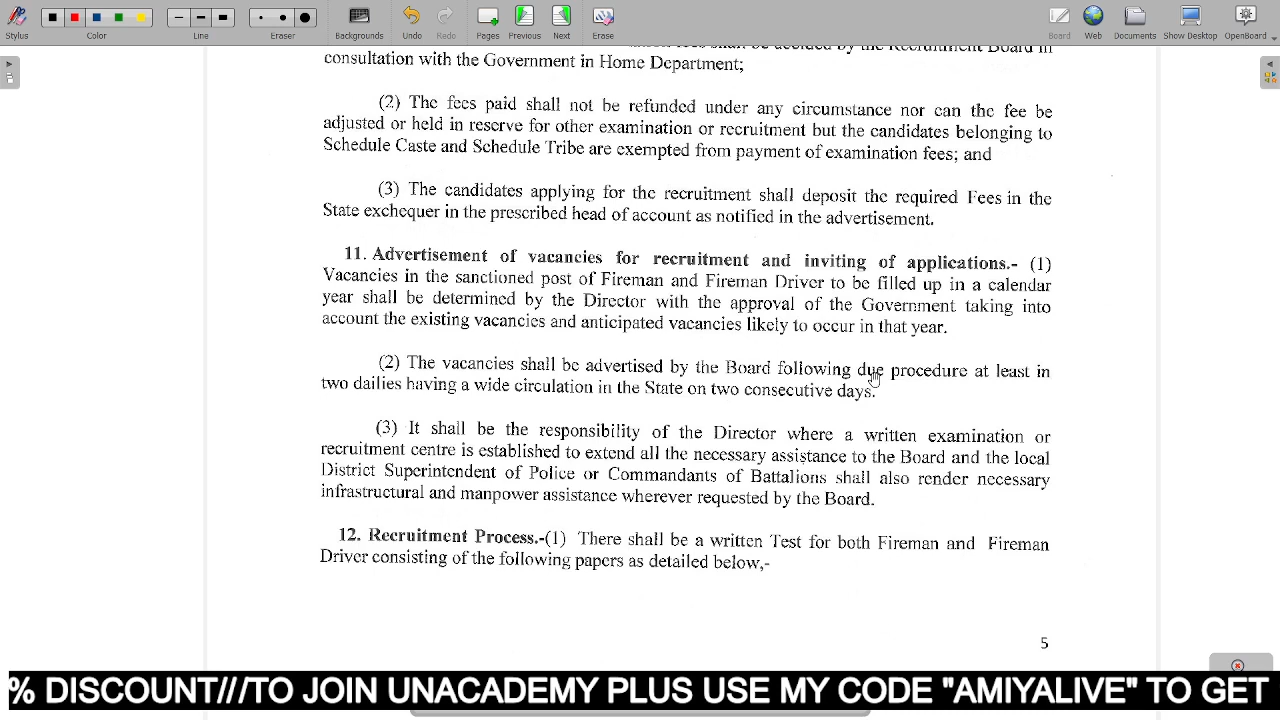 Stylus
Color
Line
Eraser
Backgrounds
Undo
Redo
Pages
Previous
Next
Erase
Board
Web
Documents
Show Desktop
OpenBoard
fees shall be decided by the Recruitment Board in
consultation with the Government in Home Department;
(2) The fees paid shall not be refunded under any circumstance nor can the fee be
adjusted or held in reserve for other examination or recruitment but the candidates belonging to
Schedule Caste and Schedule Tribe are exempted from payment of examination fees; and
(3) The candidates applying for the recruitment shall deposit the required Fees in the
State exchequer in the prescribed head of account as notified in the advertisement.
11. Advertisement of vacancies for recruitment and inviting of applications.- (1)
Vacancies in the sanctioned post of Fireman and Fireman Driver to be filled up in a calendar
year shall be determined by the Director with the approval of the Government taking into
account the existing vacancies and anticipated vacancies likely to occur in that year.
(2) The vacancies shall be advertised by the Board following due procedure at least in
two dailies having a wide circulation in the State on two consecutive days.
(3) It shall be the responsibility of the Director where a written examination or
recruitment centre is established to extend all the necessary assistance to the Board and the local
District Superintendent of Police or Commandants of Battalions shall also render necessary
infrastructural and manpower assistance wherever requested by the Board.
12. Recruitment Process.-(1) There shall be a written Test for both Fireman and Fireman
Driver consisting of the following papers as detailed below,-
5
% DISCOUNT///TO JOIN UNACADEMY PLUS USE MY CODE "AMIYALIVE" TO GET